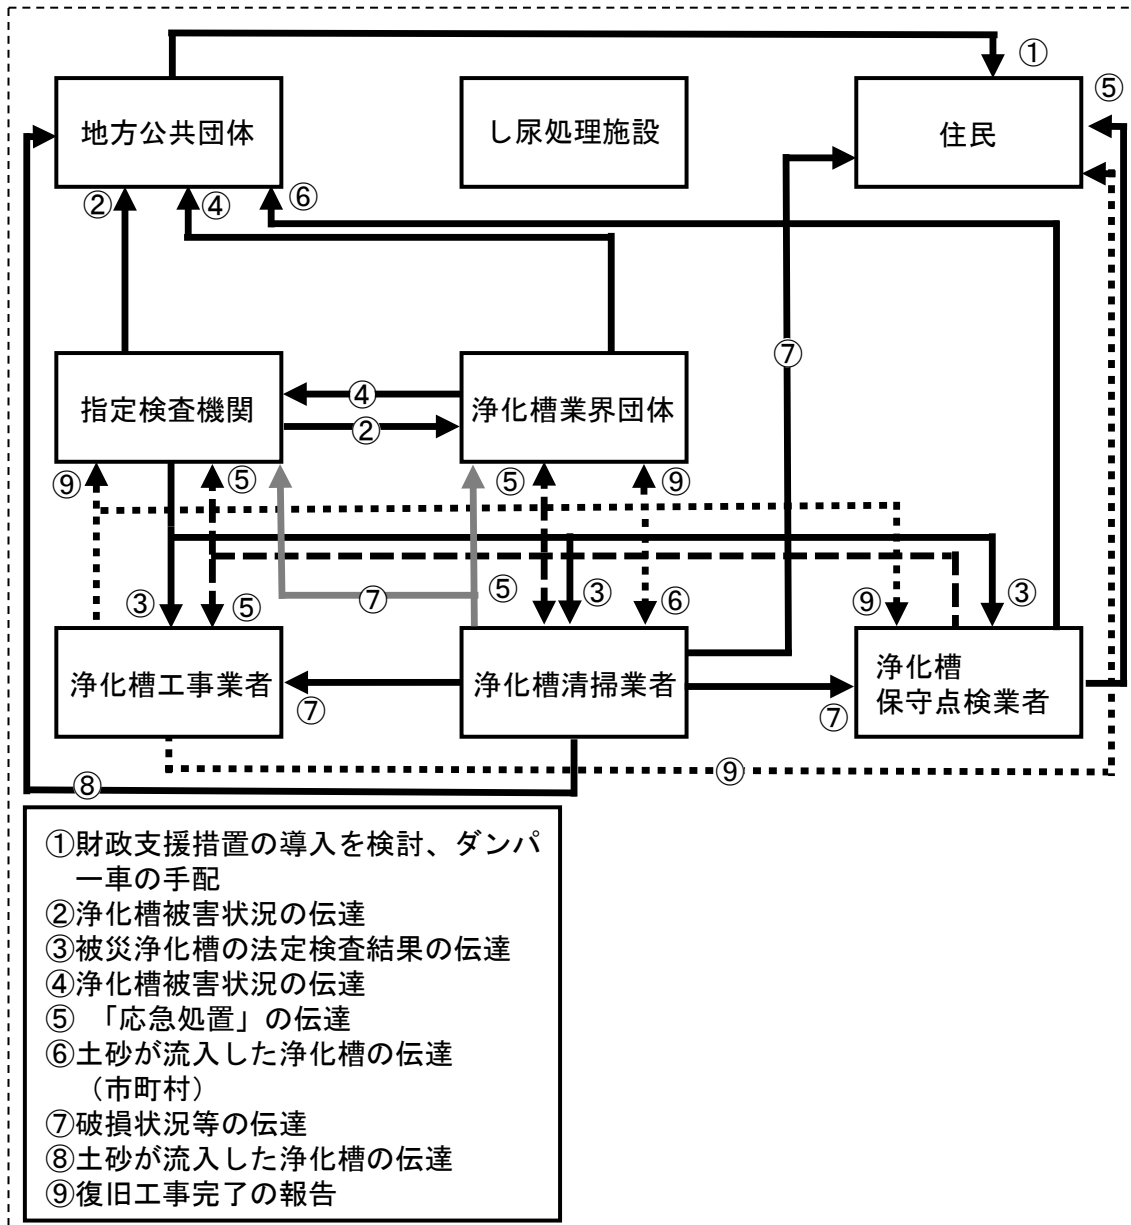 ①
⑤
地方公共団体
し尿処理施設
住民
②
④
⑥
⑦
指定検査機関
④
②
浄化槽業界団体
⑨
⑤
⑤
⑨
③
⑤
⑦
⑤
③
⑥
⑨
③
浄化槽工事業者
⑦
浄化槽清掃業者
⑦
浄化槽
保守点検業者
⑧
⑨
①財政支援措置の導入を検討、ダンパ
ー車の手配
②浄化槽被害状況の伝達
③被災浄化槽の法定検査結果の伝達
④浄化槽被害状況の伝達
⑤ 「応急処置」の伝達
⑥土砂が流入した浄化槽の伝達
（市町村）
⑦破損状況等の伝達
⑧土砂が流入した浄化槽の伝達
⑨復旧工事完了の報告